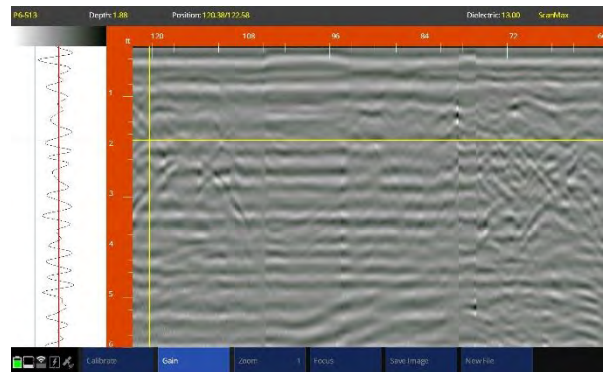 P6-513 Depth: 1.88 Position: 120.38/122.58 Dielectric: 13.00 ScanMax
ft 120 108 96 84 72
1
2
3
4
5
6
Calibrate Gain Zoom 1 Focus Save Image New File